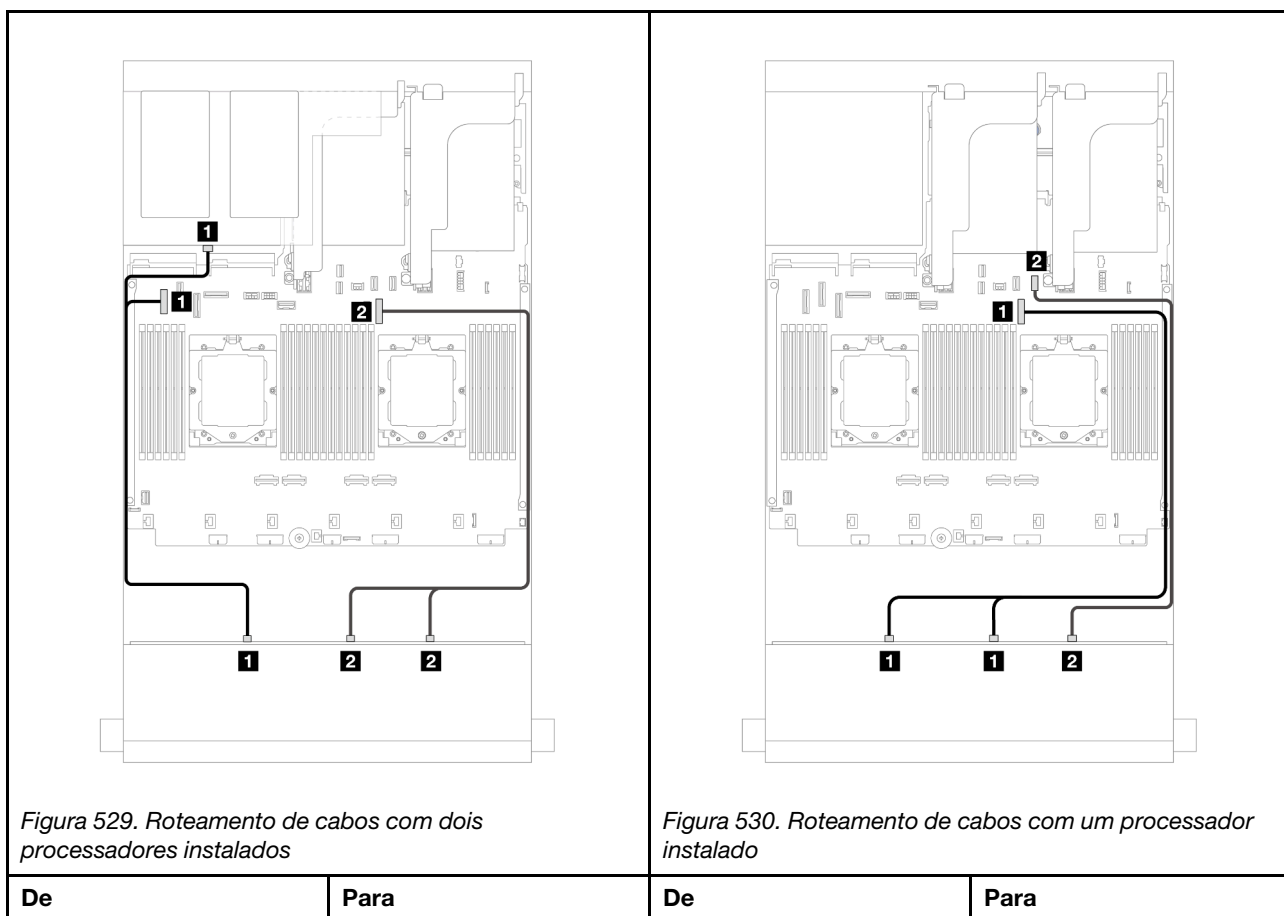 1
1
2
1
2
2
Figura 529. Roteamento de cabos com dois
processadores instalados
2
1
1
1
2
Figura 530. Roteamento de cabos com um processador
instalado
De Para De Para